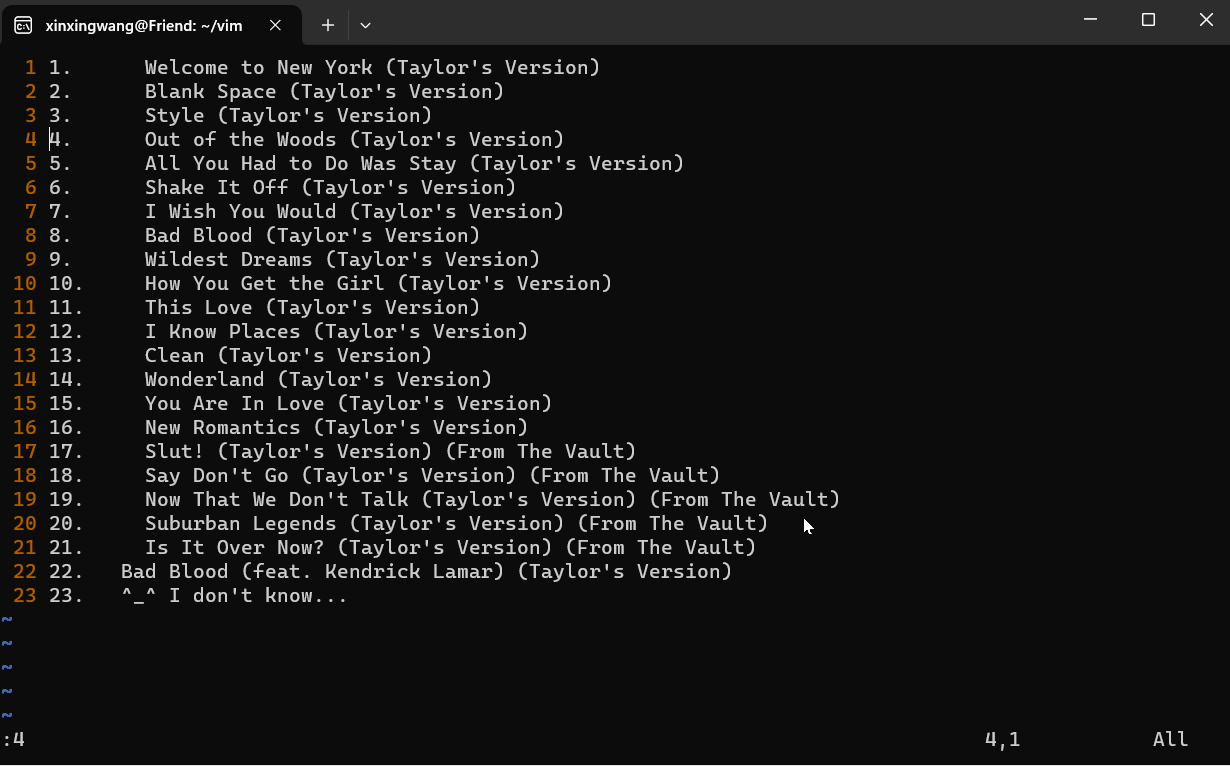 xinxingwang@Friend: ~/vim
1 1.      Welcome to New York (Taylor's Version)
2 2.      Blank Space (Taylor's Version)
3 3.      Style (Taylor's Version)
4 4.      Out of the Woods (Taylor's Version)
5 5.      All You Had to Do Was Stay (Taylor's Version)
6 6.      Shake It Off (Taylor's Version)
7 7.      I Wish You Would (Taylor's Version)
8 8.      Bad Blood (Taylor's Version)
9 9.      Wildest Dreams (Taylor's Version)
10 10.     How You Get the Girl (Taylor's Version)
11 11.     This Love (Taylor's Version)
12 12.     I Know Places (Taylor's Version)
13 13.     Clean (Taylor's Version)
14 14.     Wonderland (Taylor's Version)
15 15.     You Are In Love (Taylor's Version)
16 16.     New Romantics (Taylor's Version)
17 17.     Slut! (Taylor's Version) (From The Vault)
18 18.     Say Don't Go (Taylor's Version) (From The Vault)
19 19.     Now That We Don't Talk (Taylor's Version) (From The Vault)
20 20.     Suburban Legends (Taylor's Version) (From The Vault)
21 21.     Is It Over Now? (Taylor's Version) (From The Vault)
22 22.   Bad Blood (feat. Kendrick Lamar) (Taylor's Version)
23 23.   ^_^ I don't know...
~
~
~
~
~
:4 4,1 All